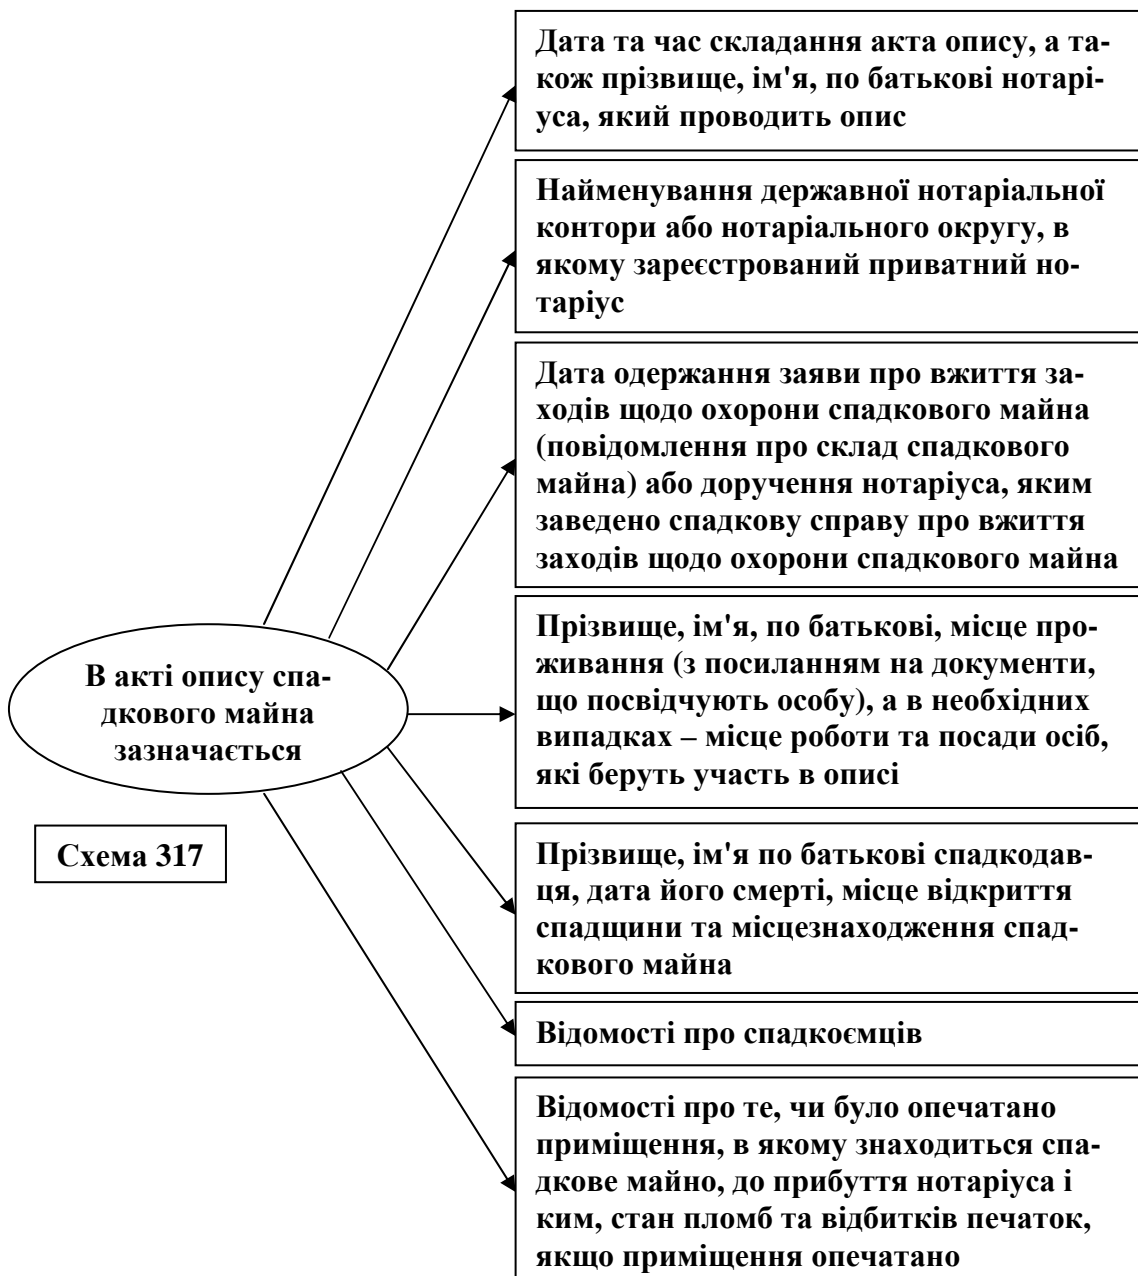 Дата та час складання акта опису, а та-
кож прізвище, ім'я, по батькові нотарі-
уса, який проводить опис
Найменування державної нотаріальної
контори або нотаріального округу, в
якому зареєстрований приватний но-
таріус
Дата одержання заяви про вжиття за-
ходів щодо охорони спадкового майна
(повідомлення про склад спадкового
майна) або доручення нотаріуса, яким
заведено спадкову справу про вжиття
заходів щодо охорони спадкового майна
Прізвище, ім'я, по батькові, місце про-
живання (з посиланням на документи,
що посвідчують особу), а в необхідних
випадках – місце роботи та посади осіб,
які беруть участь в описі
В акті опису спа-
дкового майна
зазначається
Схема 317
Прізвище, ім'я по батькові спадкодав-
ця, дата його смерті, місце відкриття
спадщини та місцезнаходження спад-
кового майна
Відомості про спадкоємців
Відомості про те, чи було опечатано
приміщення, в якому знаходиться спа-
дкове майно, до прибуття нотаріуса і
ким, стан пломб та відбитків печаток,
якщо приміщення опечатано